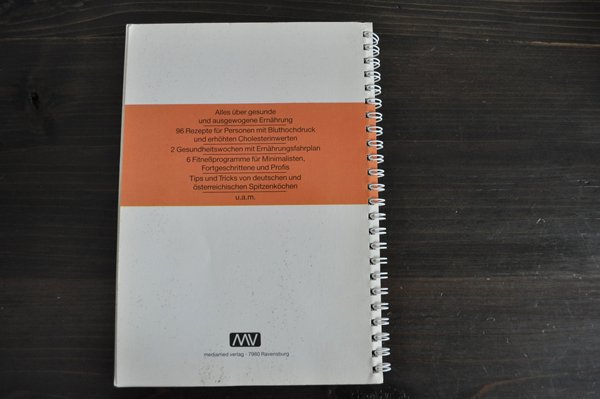 Alles über gesunde
und ausgewogene Ernährung
96 Rezepte für Personen mit Bluthochdruck
und erhöhten Cholesterinwerten
2 Gesundheitswochen mit Ernährungsfahrplan
6 Fitneßprogramme für Minimalisten,
Fortgeschrittene und Profis
Tips und Tricks von deutschen und
österreichischen Spitzenköchen
u.a.m.
MV
mediamed verlag · 7980 Ravensburg